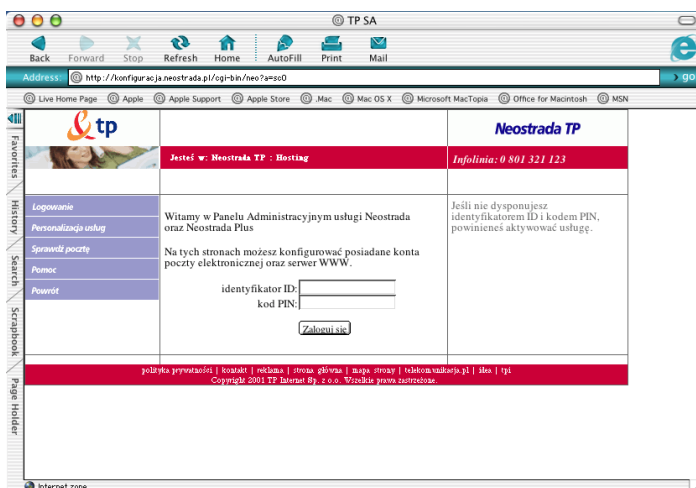 @ TP SA
Back Forward Stop Refresh Home AutoFill Print Mail
Address: @ http://konfiguracja.neostrada.pl/cgi-bin/neo?a=sc0 go
@ Live Home Page @ Apple @ Apple Support @ Apple Store @ .Mac @ Mac OS X @ Microsoft MacTopia @ Office for Macintosh @ MSN
Favorites
History
Search
Scrapbook
Page Holder
& tp
Neostrada TP
Jesteś w: Neostrada TP : Hosting
Infolinia: 0 801 321 123
Logowanie
Personalizacja usług
Sprawdź pocztę
Pomoc
Powrót
Witamy w Panelu Administracyjnym usługi Neostrada
oraz Neostrada Plus
Na tych stronach możesz konfigurować posiadane konta
poczty elektronicznej oraz serwer WWW.
identyfikator ID:
kod PIN:
Zaloguj się
Jeśli nie dysponujesz
identyfikatorem ID i kodem PIN,
powinieneś aktywować usługę.
polityka prywatności | kontakt | reklama | strona główna | mapa strony | telekomunikacja.pl | idea | tpi
Copyright 2001 TP Internet Sp. z o.o. Wszelkie prawa zastrzeżone.
Internet zone